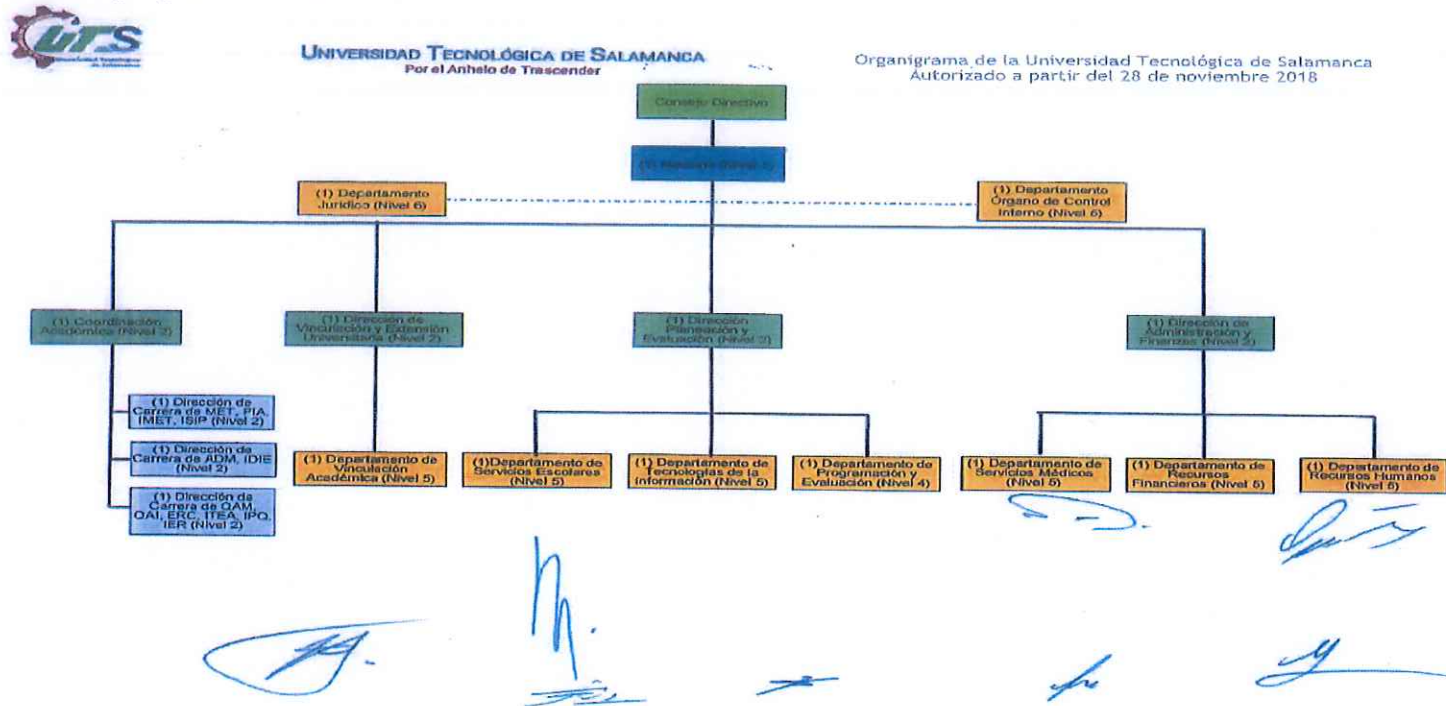 UTS
Universidad Tecnológica
de Salamanca
UNIVERSIDAD TECNOLÓGICA DE SALAMANCA
Por el Anhelo de Trascender
Organigrama de la Universidad Tecnológica de Salamanca
Autorizado a partir del 28 de noviembre 2018
Consejo Directivo
(1) Departamento
Jurídico (Nivel 6)
(1) Departamento
Órgano de Control
Interno (Nivel 5)
(1) Coordinación
Académica (Nivel 2)
(1) Dirección de
Vinculación y Extensión
Universitaria (Nivel 2)
(1) Dirección
Planeación y
Evaluación (Nivel 2)
(1) Dirección de
Administración y
Finanzas (Nivel 2)
(1) Dirección de
Carrera de MET, PIA,
IMET, ISIP (Nivel 2)
(1) Dirección de
Carrera de ADM, IDIE
(Nivel 2)
(1) Dirección de
Carrera de QAM,
OAI, ERC, ITEA, IPQ,
IER (Nivel 2)
(1) Departamento de
Vinculación
Académica (Nivel 5)
(1)Departamento de
Servicios Escolares
(Nivel 5)
(1) Departamento de
Tecnologías de la
Información (Nivel 5)
(1) Departamento de
Programación y
Evaluación (Nivel 4)
(1) Departamento de
Servicios Médicos
(Nivel 5)
(1) Departamento de
Recursos
Financieros (Nivel 5)
(1) Departamento de
Recursos Humanos
(Nivel 5)